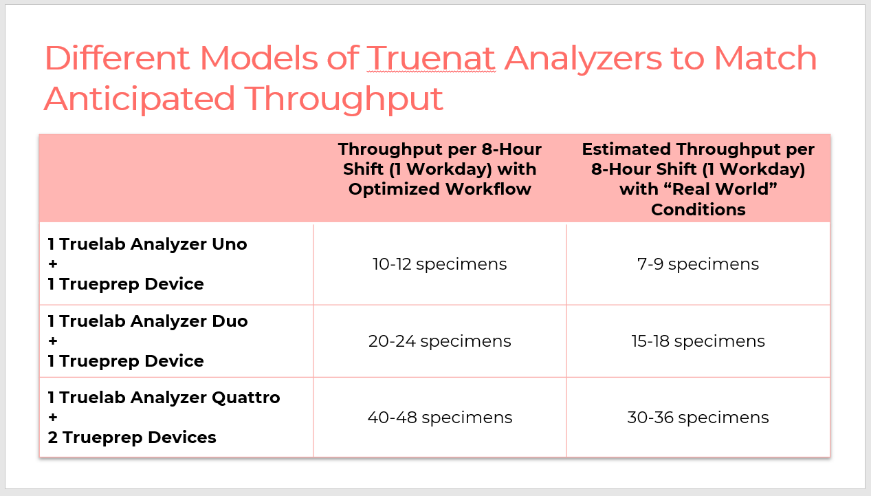 Different Models of Truenat Analyzers to Match
Anticipated Throughput
Throughput per 8-Hour
Shift (1 Workday) with
Optimized Workflow
Estimated Throughput per
8-Hour Shift (1 Workday)
with “Real World”
Conditions
1 Truelab Analyzer Uno
+
1 Trueprep Device
10-12 specimens
7-9 specimens
1 Truelab Analyzer Duo
+
1 Trueprep Device
20-24 specimens
15-18 specimens
1 Truelab Analyzer Quattro
+
2 Trueprep Devices
40-48 specimens
30-36 specimens